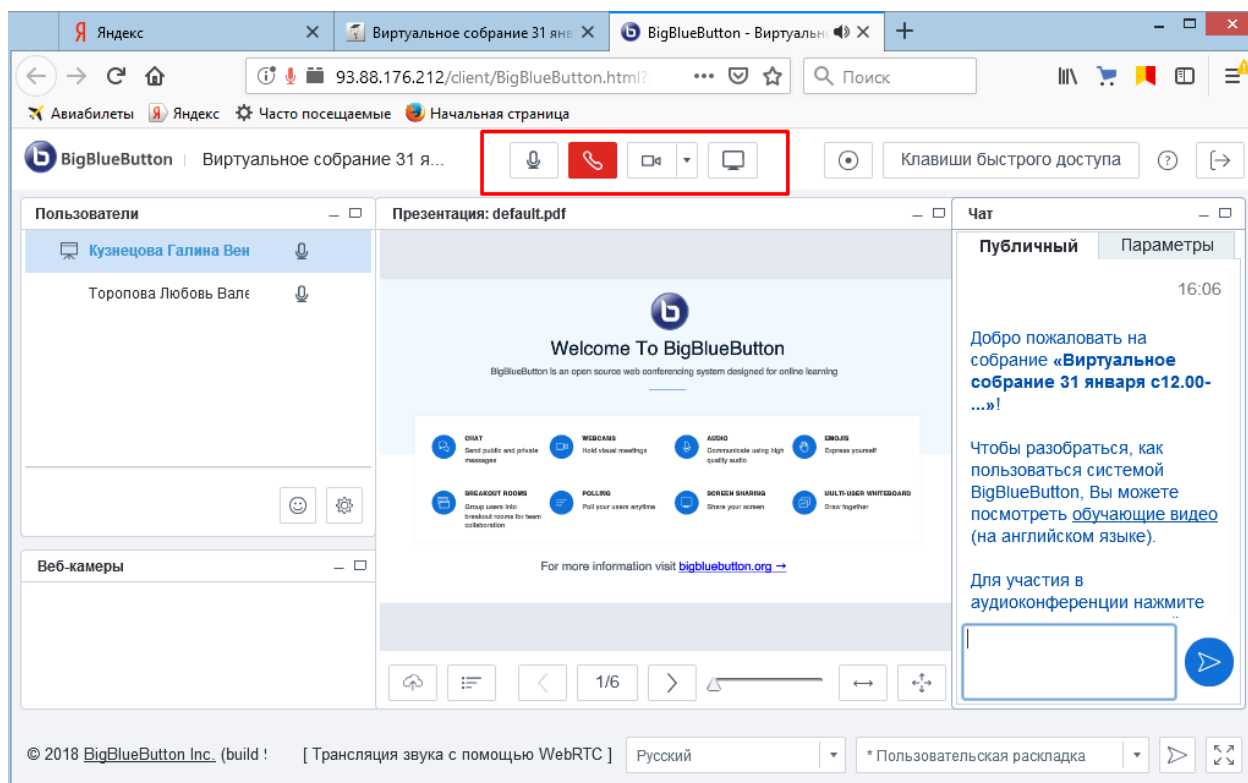 Яндекс
Виртуальное собрание 31 янв
BigBlueButton - Виртуальн
93.88.176.212/client/BigBlueButton.html?
Поиск
Авиабилеты
Яндекс
Часто посещаемые
Начальная страница
BigBlueButton
Виртуальное собрание 31 я...
Клавиши быстрого доступа
Пользователи
Кузнецова Галина Вен
Торопова Любовь Вале
Веб-камеры
Презентация: default.pdf
Welcome To BigBlueButton
BigBlueButton is an open source web conferencing system designed for online learning
CHAT
Send public and private
messages
WEBCAMS
Hold visual meetings
AUDIO
Communicate using high
quality audio
EMOJIS
Express yourself
BREAKOUT ROOMS
Group users into
breakout rooms for team
collaboration
POLLING
Poll your users anytime
SCREEN SHARING
Share your screen
MULTI-USER WHITEBOARD
Draw together
For more information visit bigbluebutton.org →
1/6
Чат
Публичный
Параметры
16:06
Добро пожаловать на
собрание «Виртуальное
собрание 31 января с12.00-
...»!
Чтобы разобраться, как
пользоваться системой
BigBlueButton, Вы можете
посмотреть обучающие видео
(на английском языке).
Для участия в
аудиоконференции нажмите
© 2018 BigBlueButton Inc. (build
[ Трансляция звука с помощью WebRTC ]
Русский
* Пользовательская раскладка